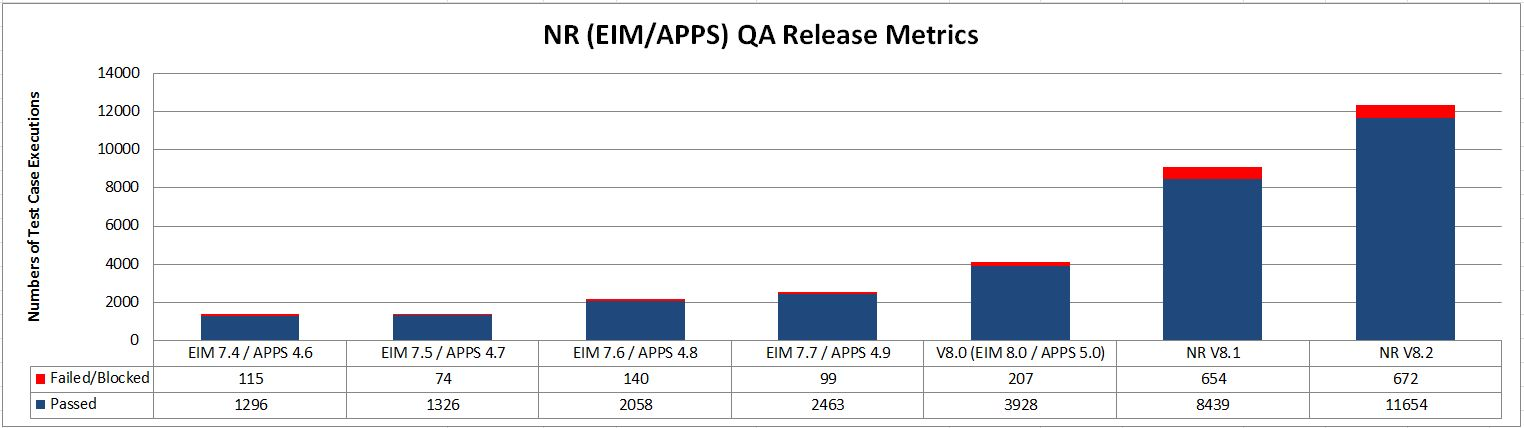 NR (EIM/APPS) QA Release Metrics
Numbers of Test Case Executions
14000
12000
10000
8000
6000
4000
2000
0
EIM 7.4 / APPS 4.6 EIM 7.5 / APPS 4.7 EIM 7.6 / APPS 4.8 EIM 7.7 / APPS 4.9 V8.0 (EIM 8.0 / APPS 5.0) NR V8.1 NR V8.2
Failed/Blocked 115 74 140 99 207 654 672
Passed 1296 1326 2058 2463 3928 8439 11654